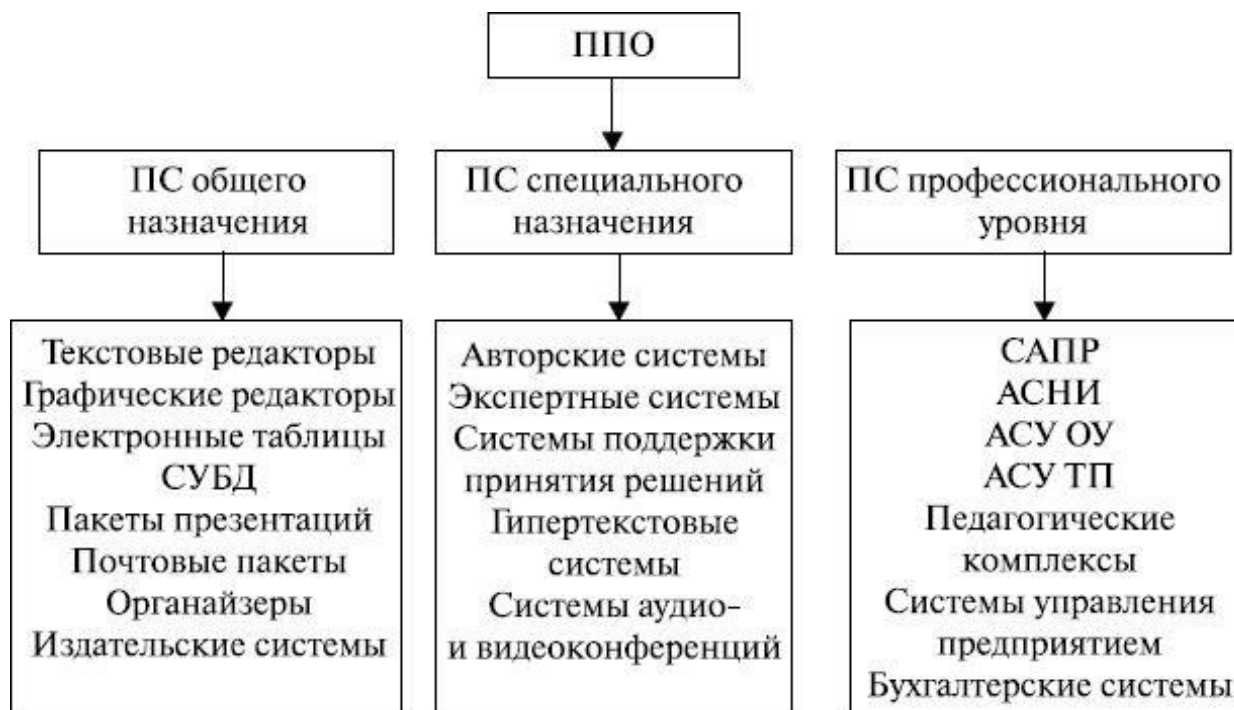 ППО
ПС общего
назначения
ПС специального
назначения
ПС профессионального
уровня
Текстовые редакторы
Графические редакторы
Электронные таблицы
СУБД
Пакеты презентаций
Почтовые пакеты
Органайзеры
Издательские системы
Авторские системы
Экспертные системы
Системы поддержки
принятия решений
Гипертекстовые
системы
Системы аудио-
и видеоконференций
САПР
АСНИ
АСУ ОУ
АСУ ТП
Педагогические
комплексы
Системы управления
предприятием
Бухгалтерские системы